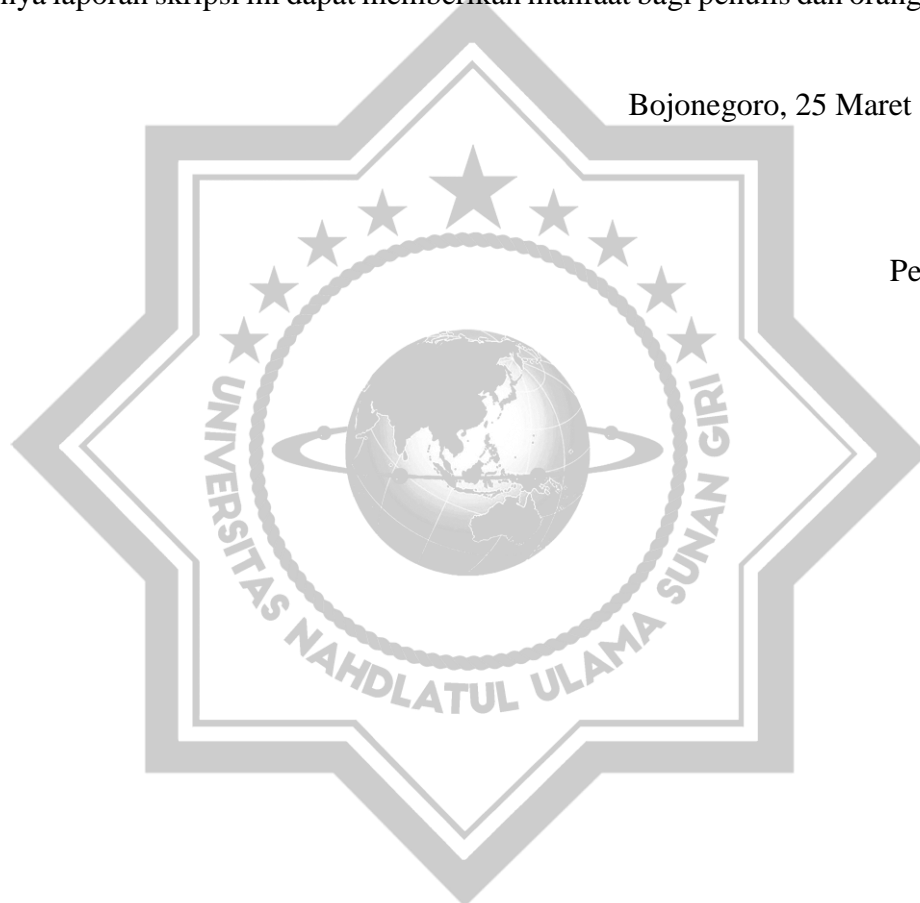 nya laporan skripsi ini dapat memberikan manfaat bagi penulis dan orang
Bojonegoro, 25 Maret
Pe
UNIVERSITAS NAHDLATUL ULAMA SUNAN GIRI